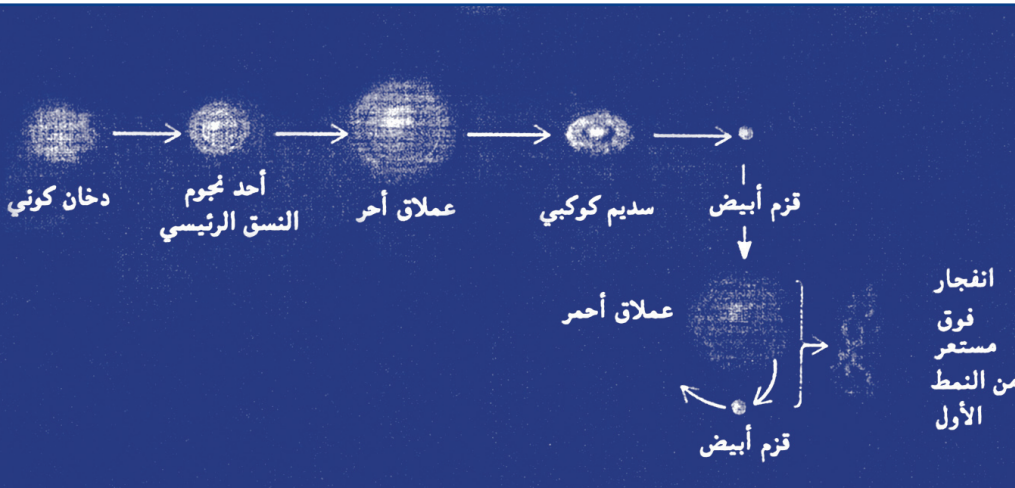 دخان كوني
أحد نجوم
النسق الرئيسي
عملاق أحر
سديم كوكبي
قزم أبيض
عملاق أحمر
قزم أبيض
انفجار
فوق
مستعر
من النمط
الأول